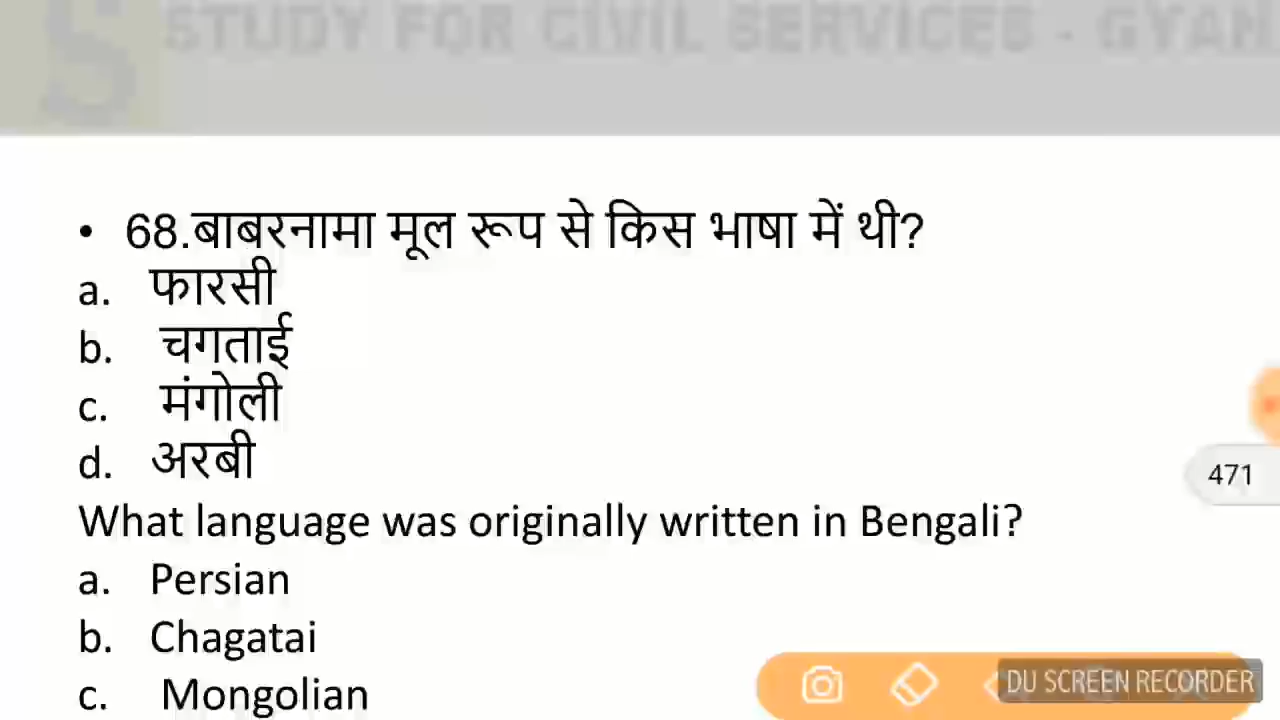 STUDY FOR CIVIL SERVICES - GYAN
• 68.बाबरनामा मूल रूप से किस भाषा में थी?
a. फारसी
b. चगताई
c. मंगोली
d. अरबी
471
What language was originally written in Bengali?
a. Persian
b. Chagatai
c. Mongolian
DU SCREEN RECORDER